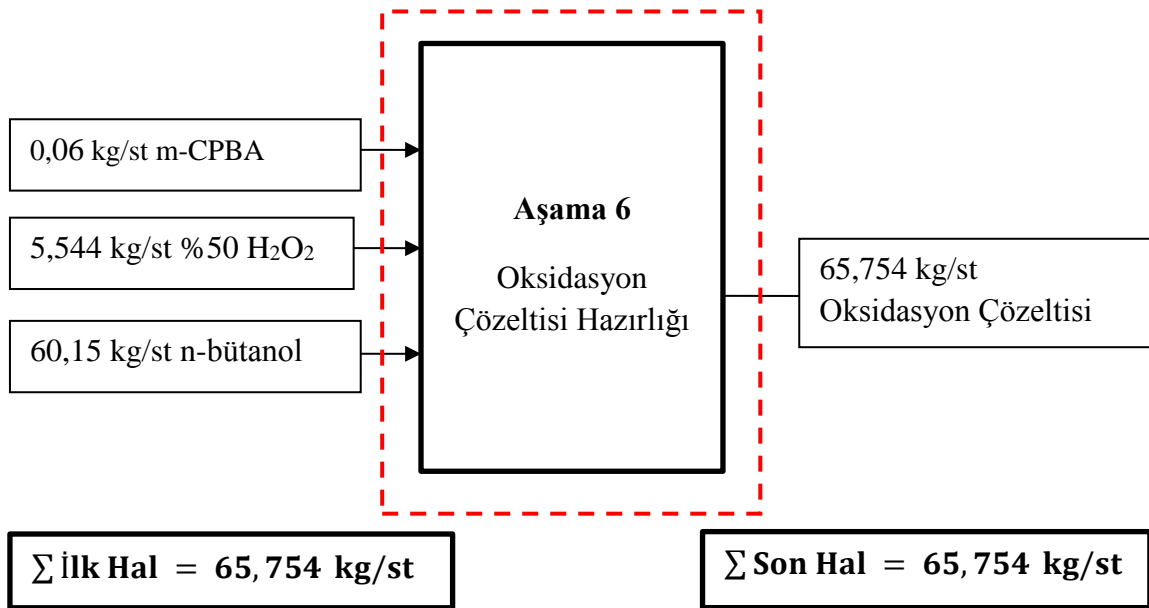 0,06 kg/st m-CPBA
5,544 kg/st %50 H₂O₂
60,15 kg/st n-bütanol
Aşama 6
Oksidasyon
Çözeltisi Hazırlığı
65,754 kg/st
Oksidasyon Çözeltisi
∑ İlk Hal = 65,754 kg/st
∑ Son Hal = 65,754 kg/st